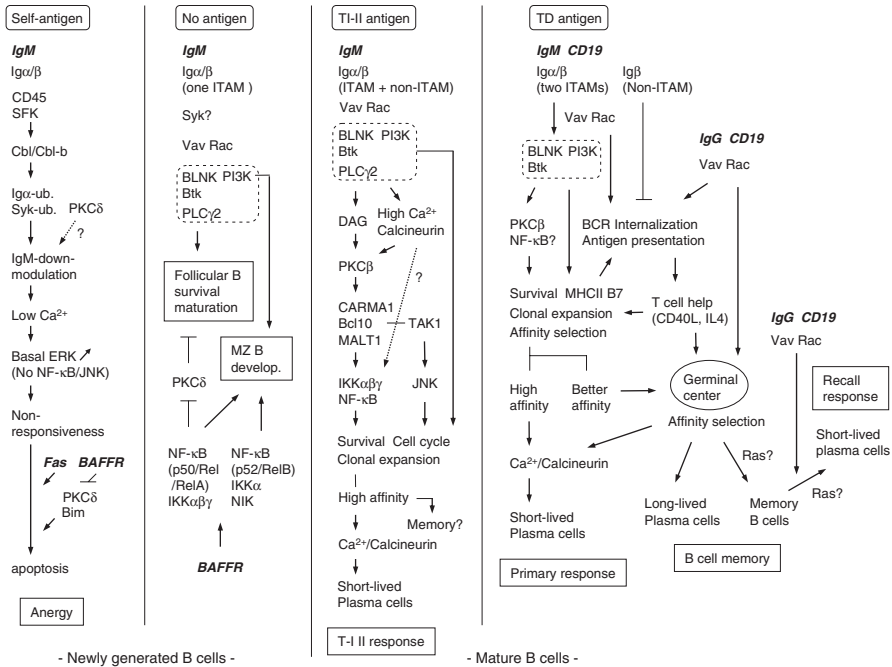 Self-antigen
IgM
Igα/β
CD45
SFK
Cbl/Cbl-b
Igα-ub.
Syk-ub.
PKCδ
?
IgM-down-
modulation
Low Ca²⁺
Basal ERK
(No NF-κB/JNK)
Non-
responsiveness
Fas BAFFR
PKCδ
Bim
apoptosis
Anergy
No antigen
IgM
Igα/β
(one ITAM )
Syk?
Vav Rac
BLNK PI3K
Btk
PLCγ2
Follicular B
survival
maturation
MZ B
develop.
PKCδ
NF-κB
(p50/Rel
/RelA)
IKKαβγ
NF-κB
(p52/RelB)
IKKα
NIK
BAFFR
- Newly generated B cells -
TI-II antigen
IgM
Igα/β
(ITAM + non-ITAM)
Vav Rac
BLNK PI3K
Btk
PLCγ2
DAG
High Ca²⁺
Calcineurin
PKCβ
?
CARMA1
Bcl10
MALT1
TAK1
IKKαβγ
NF-κB
JNK
Survival Cell cycle
Clonal expansion
High affinity
Memory?
Ca²⁺/Calcineurin
Short-lived
Plasma cells
T-I II response
TD antigen
IgM CD19
Igα/β
(two ITAMs)
Igβ
(Non-ITAM)
Vav Rac
BLNK PI3K
Btk
IgG CD19
Vav Rac
PKCβ
NF-κB?
BCR Internalization
Antigen presentation
Survival MHCII B7
Clonal expansion
Affinity selection
T cell help
(CD40L, IL4)
IgG CD19
Vav Rac
High
affinity
Better
affinity
Germinal
center
Affinity selection
Recall
response
Ca²⁺/Calcineurin
Ras?
Short-lived
plasma cells
Ras?
Short-lived
Plasma cells
Long-lived
Plasma cells
Memory
B cells
Primary response
B cell memory
- Mature B cells -